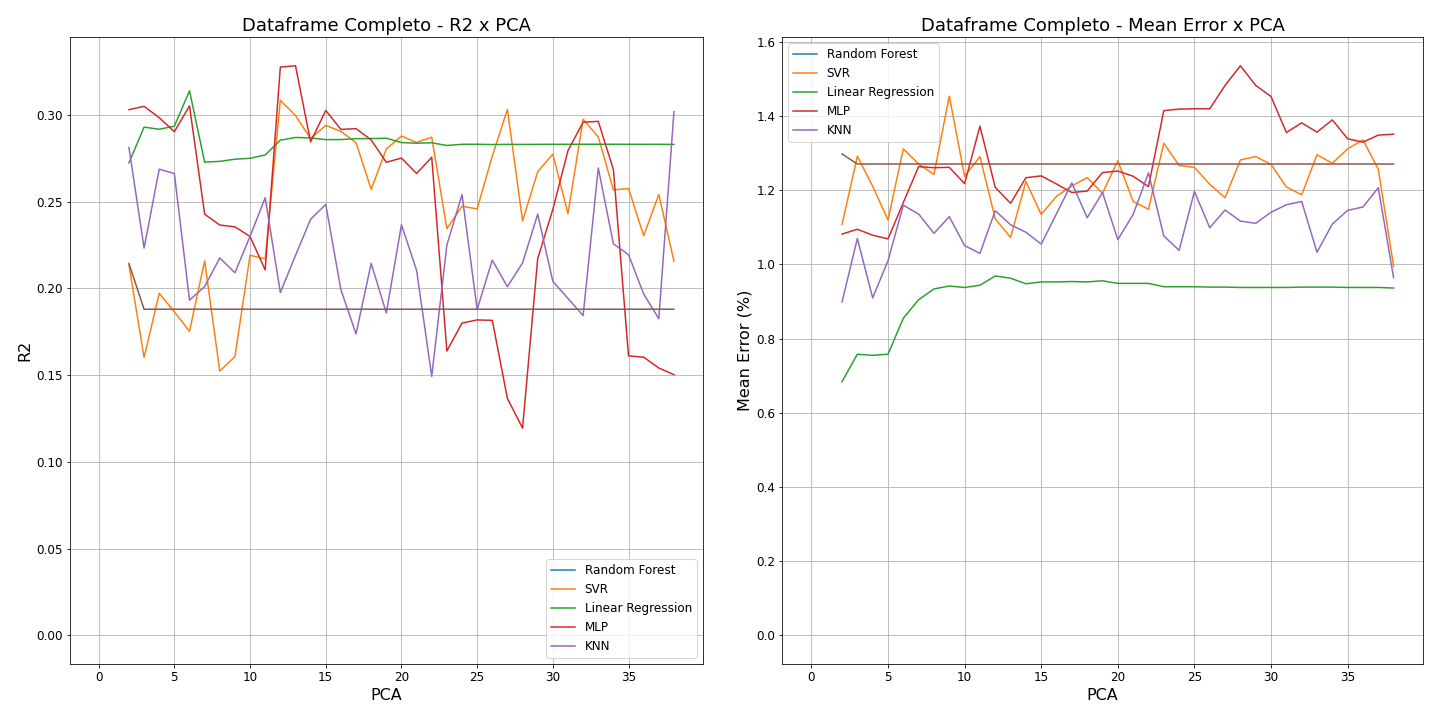 Dataframe Completo - R2 x PCA
R2
0.30
0.25
0.20
0.15
0.10
0.05
0.00
0 5 10 15 20 25 30 35
PCA
Random Forest
SVR
Linear Regression
MLP
KNN
Dataframe Completo - Mean Error x PCA
Mean Error (%)
1.6
1.4
1.2
1.0
0.8
0.6
0.4
0.2
0.0
0 5 10 15 20 25 30 35
PCA
Random Forest
SVR
Linear Regression
MLP
KNN